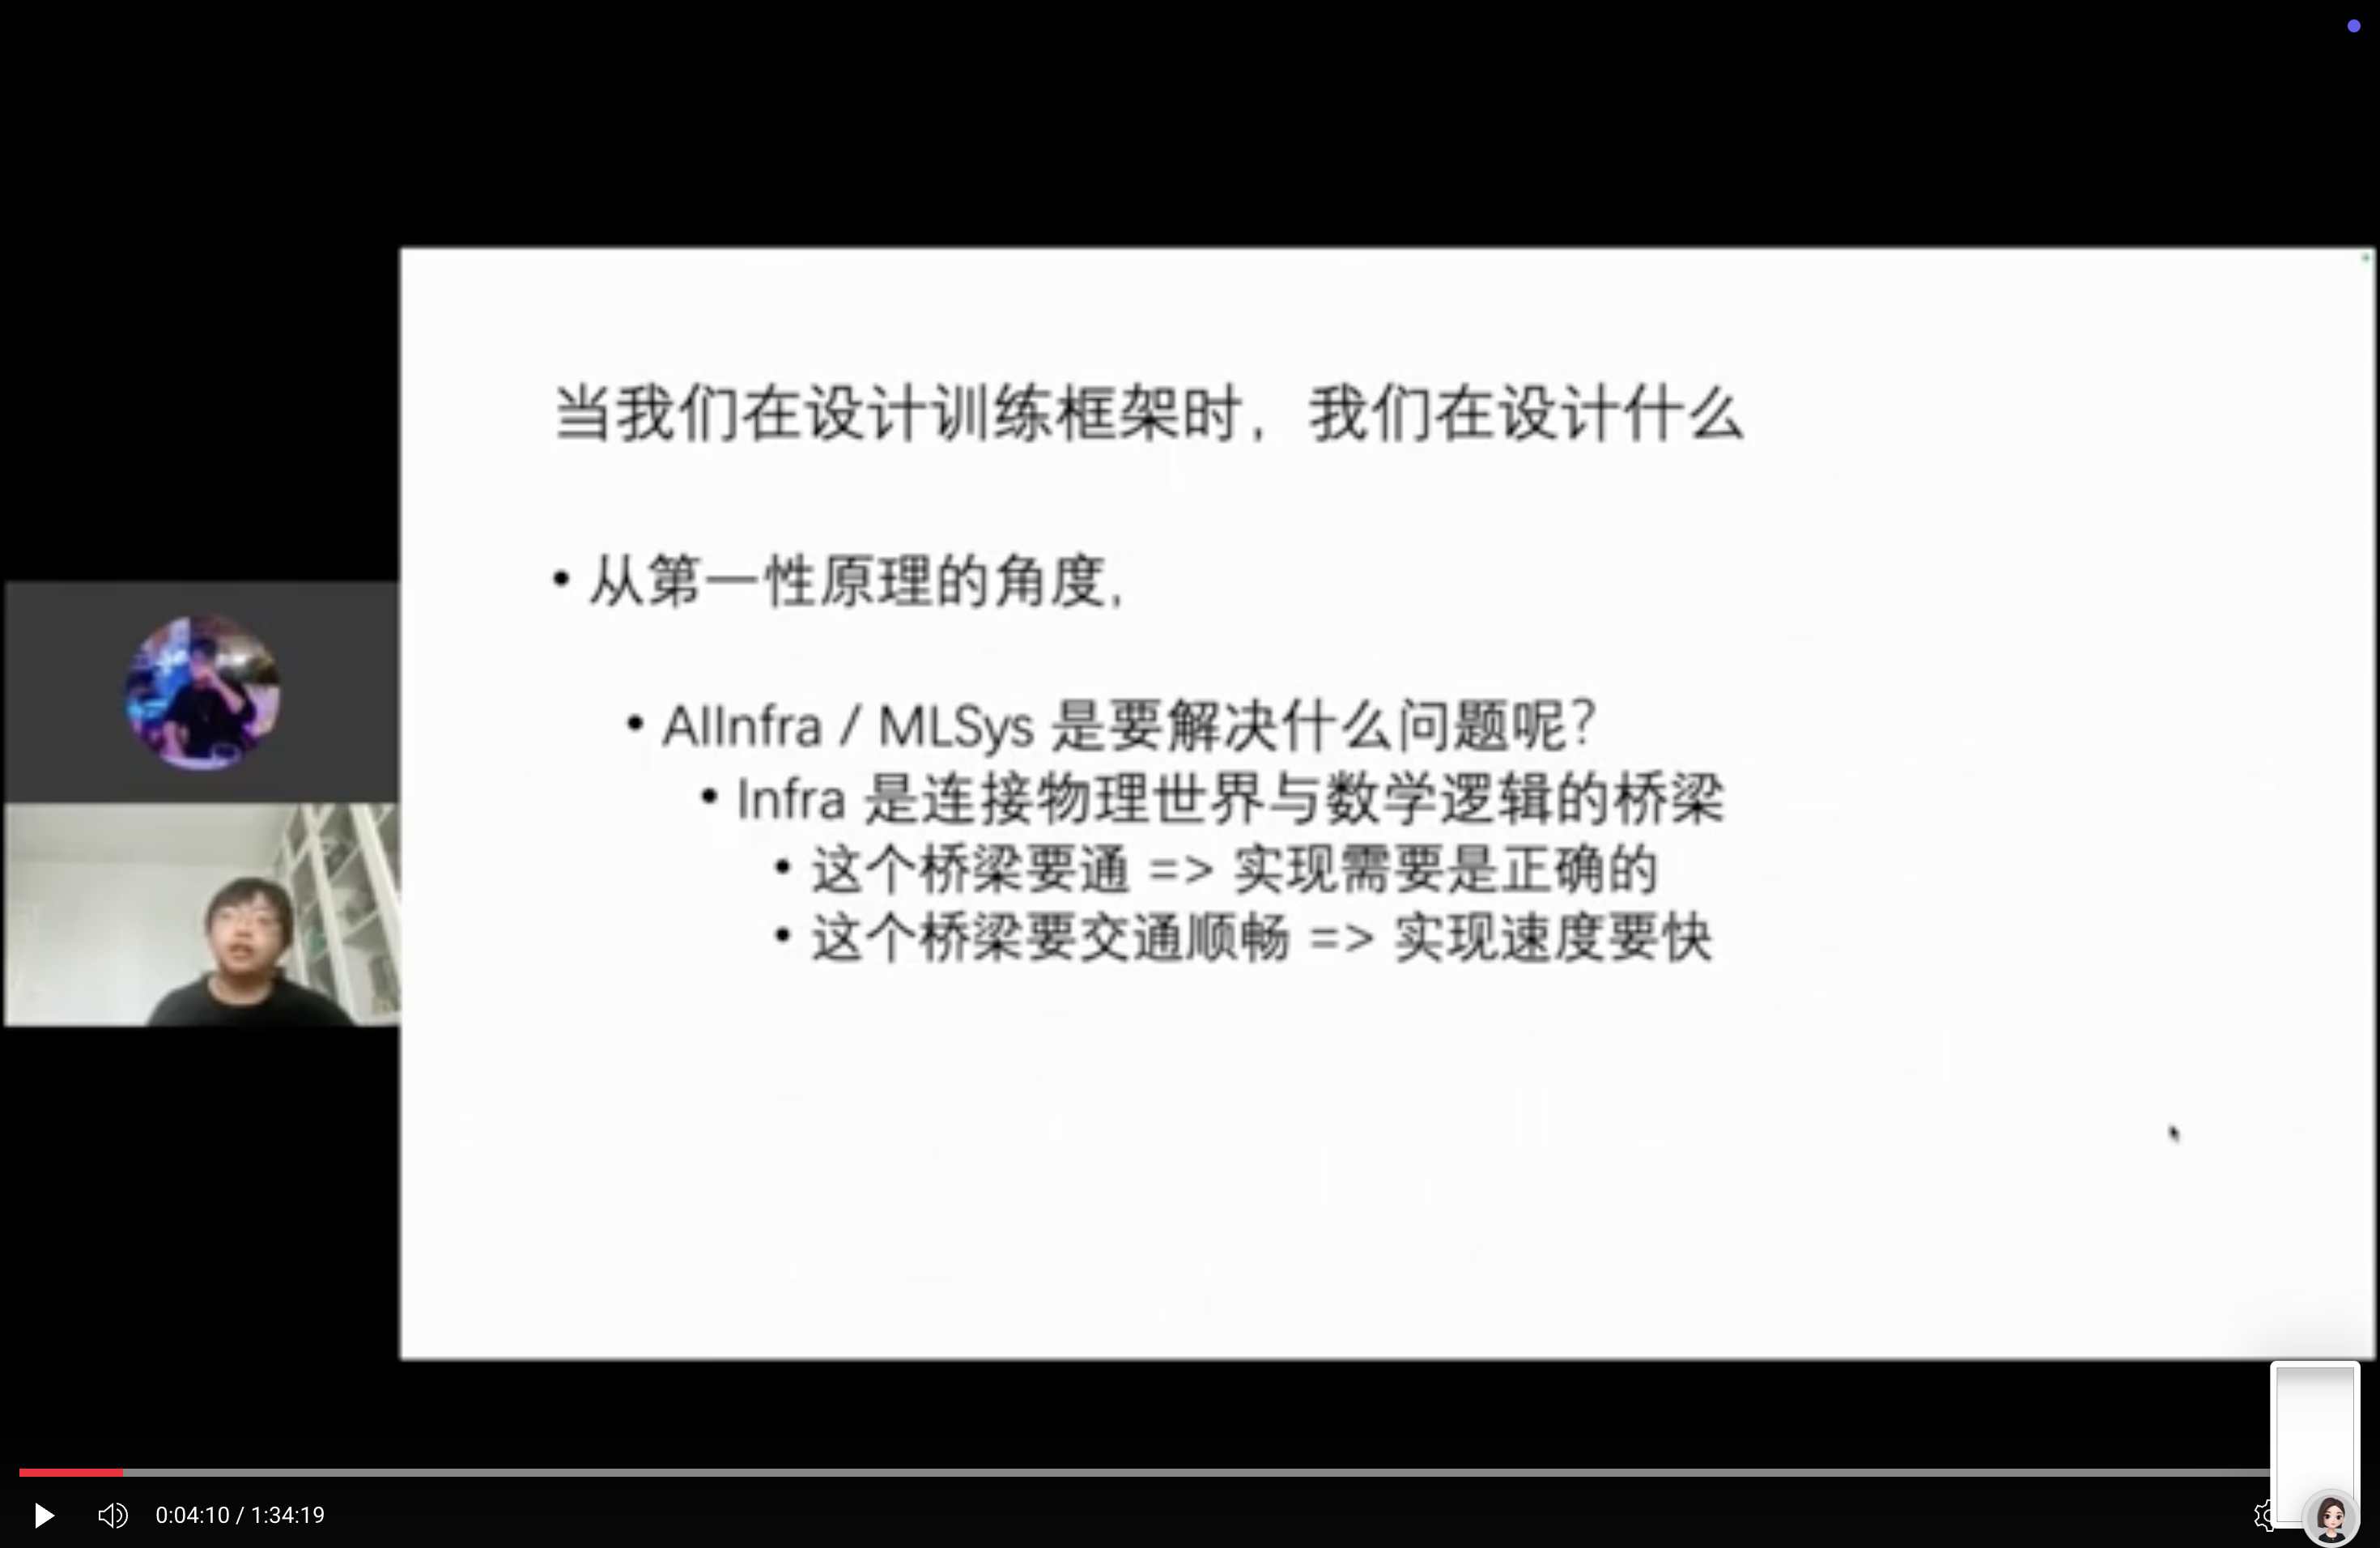 当我们在设计训练框架时，我们在设计什么
• 从第一性原理的角度，
• AIInfra / MLSys 是要解决什么问题呢？
• Infra 是连接物理世界与数学逻辑的桥梁
• 这个桥梁要通 => 实现需要是正确的
• 这个桥梁要交通顺畅 => 实现速度要快
0:04:10 / 1:34:19